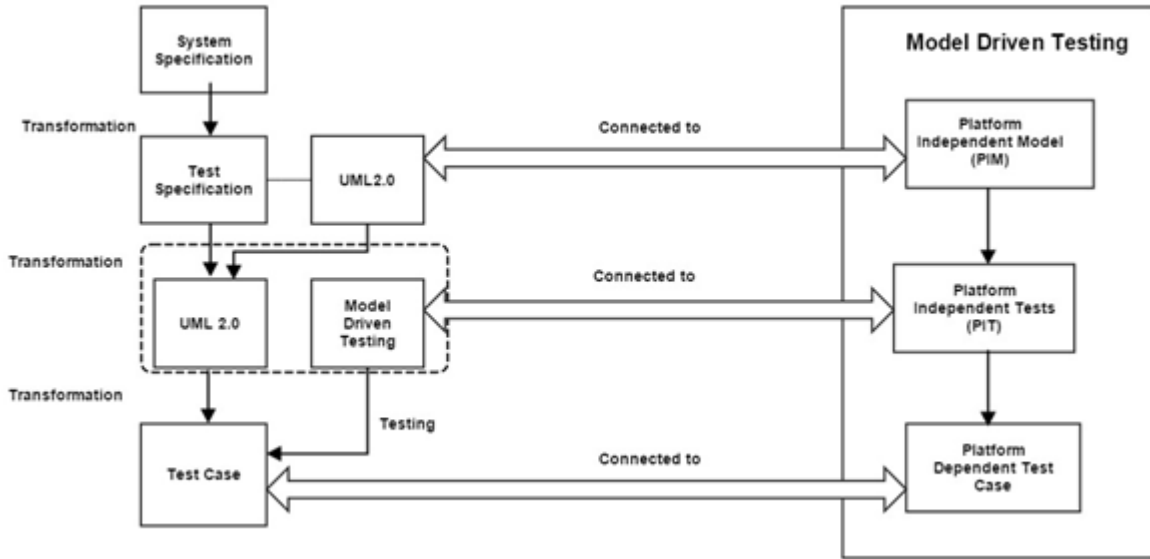 System
Specification
Model Driven Testing
Transformation
Connected to
Platform
Independent Model
(PIM)
Test
Specification
UML2.0
Transformation
Connected to
Platform
Independent Tests
(PIT)
UML 2.0
Model
Driven
Testing
Transformation
Testing
Connected to
Test Case
Platform
Dependent Test
Case